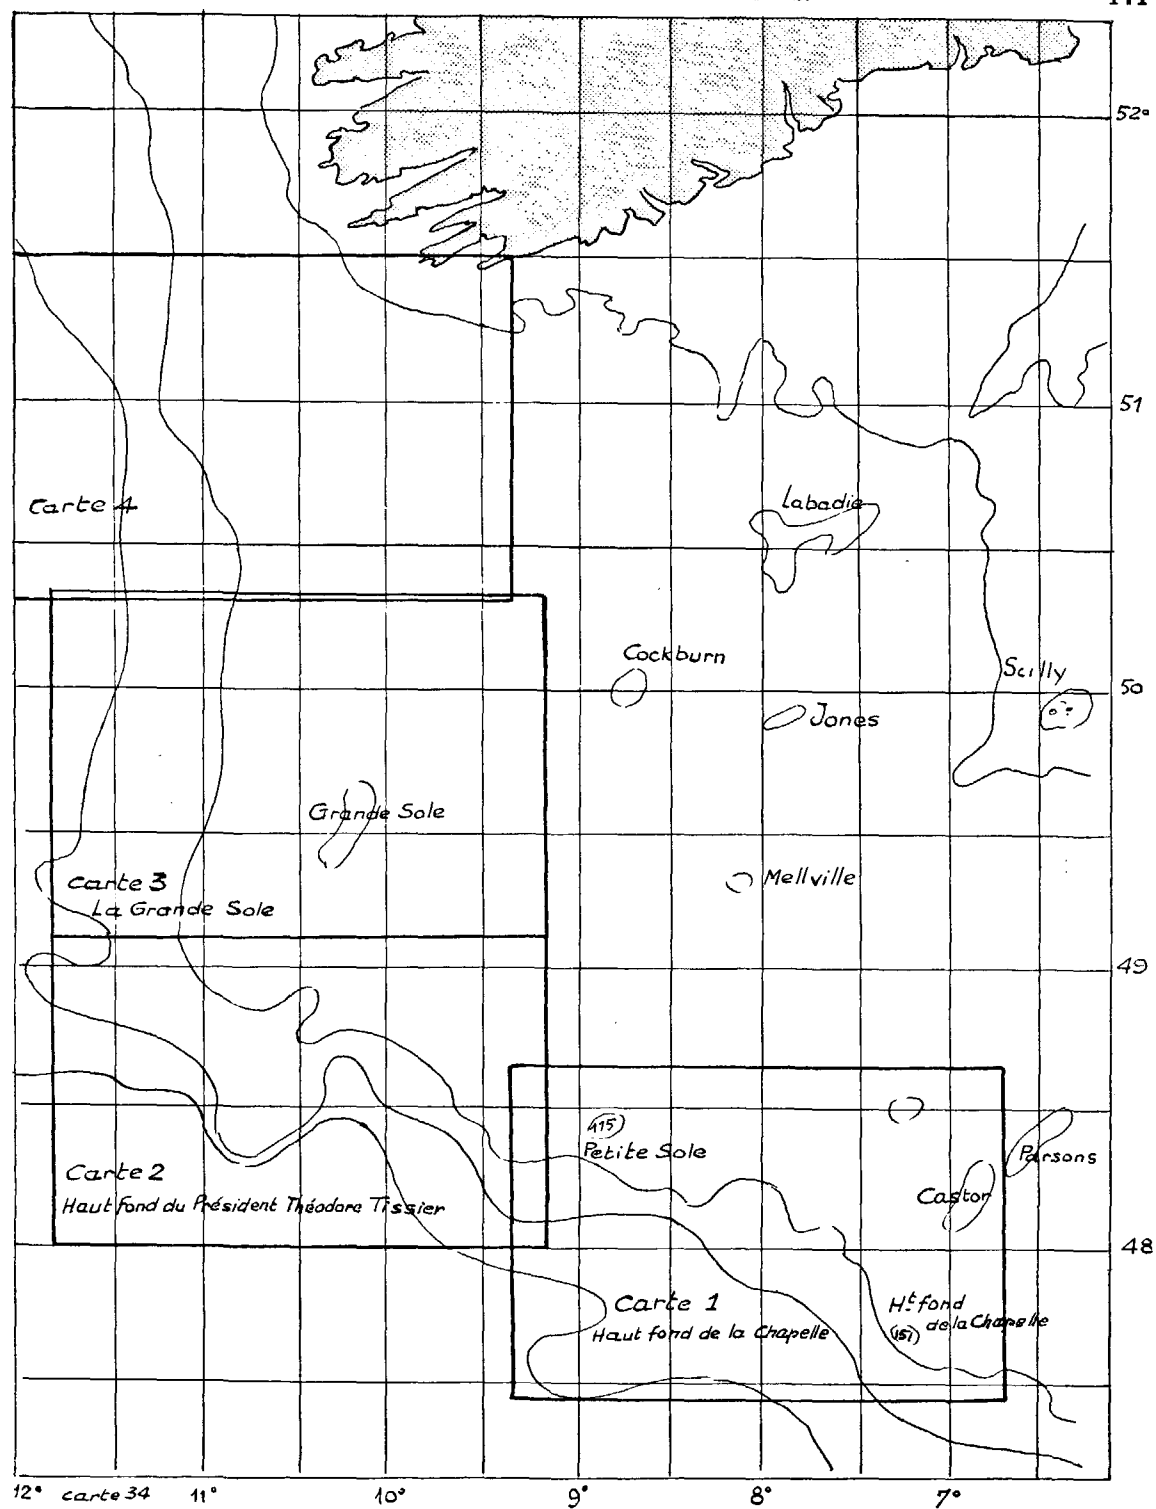 52°
51
Carte 4
Labadie
Cockburn
Scilly
50
Jones
Grande Sole
Carte 3
La Grande Sole
Mellville
49
415
Petite Sole
Parsons
Carte 2
Castor
Haut fond du Président Théodore Tissier
48
Carte 1
Haut fond de la Chapelle
Ht fond
de la Chapelle
(151)
12° carte 34 11° 10° 9° 8° 7°